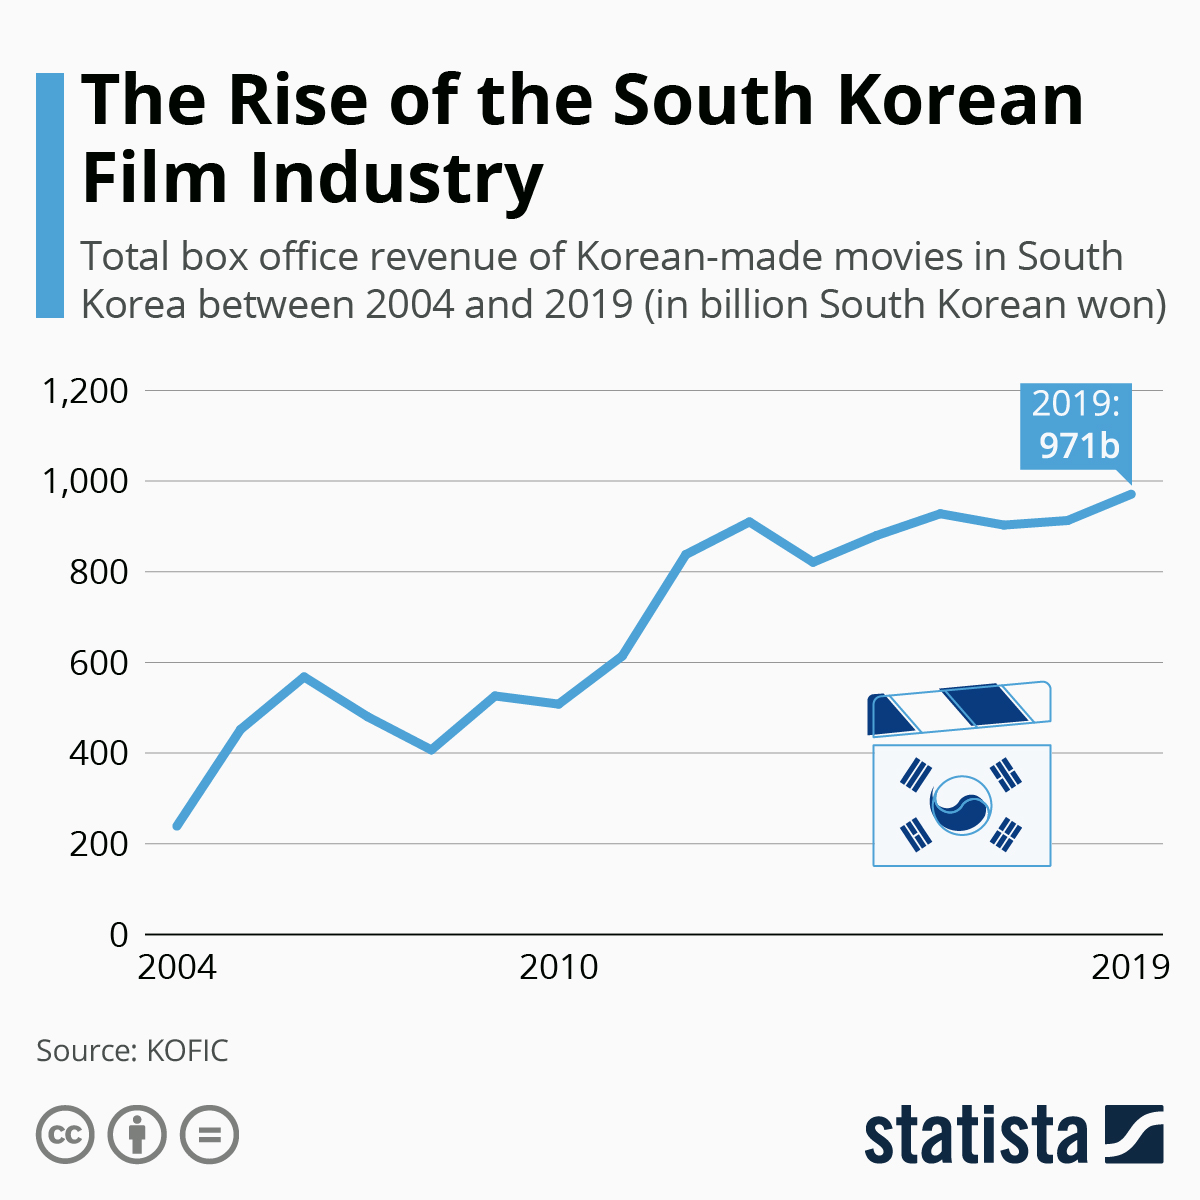 The Rise of the South Korean
Film Industry
Total box office revenue of Korean-made movies in South
Korea between 2004 and 2019 (in billion South Korean won)
1,200
2019:
971b
1,000
800
600
400
200
0
2004
2010
2019
Source: KOFIC
cc
statista